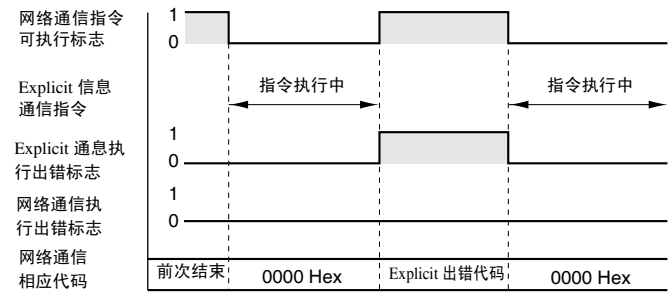 网络通信指令
可执行标志
1
0
Explicit 信息
通信指令
指令执行中
指令执行中
Explicit 通息执
行出错标志
1
0
网络通信执
行出错标志
1
0
网络通信
相应代码
前次结束
0000 Hex
Explicit 出错代码
0000 Hex